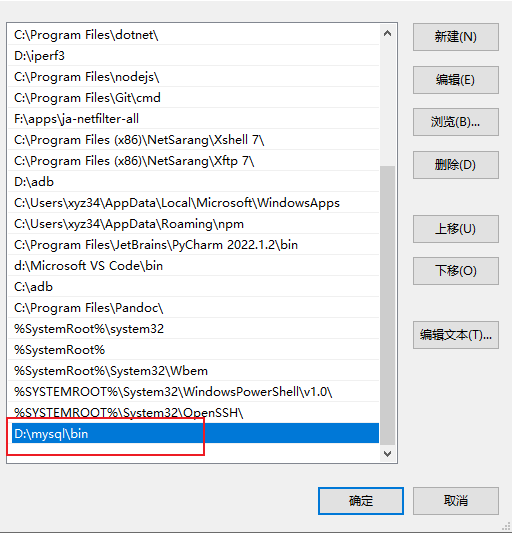 C:\Program Files\dotnet\
D:\iperf3
C:\Program Files\nodejs\
C:\Program Files\Git\cmd
F:\apps\ja-netfilter-all
C:\Program Files (x86)\NetSarang\Xshell 7\
C:\Program Files (x86)\NetSarang\Xftp 7\
D:\adb
C:\Users\xyz34\AppData\Local\Microsoft\WindowsApps
C:\Users\xyz34\AppData\Roaming\npm
C:\Program Files\JetBrains\PyCharm 2022.1.2\bin
d:\Microsoft VS Code\bin
C:\adb
C:\Program Files\Pandoc\
%SystemRoot%\system32
%SystemRoot%
%SystemRoot%\System32\Wbem
%SYSTEMROOT%\System32\WindowsPowerShell\v1.0\
%SYSTEMROOT%\System32\OpenSSH\
D:\mysql\bin
新建(N)
编辑(E)
浏览(B)...
删除(D)
上移(U)
下移(O)
编辑文本(T)...
确定
取消